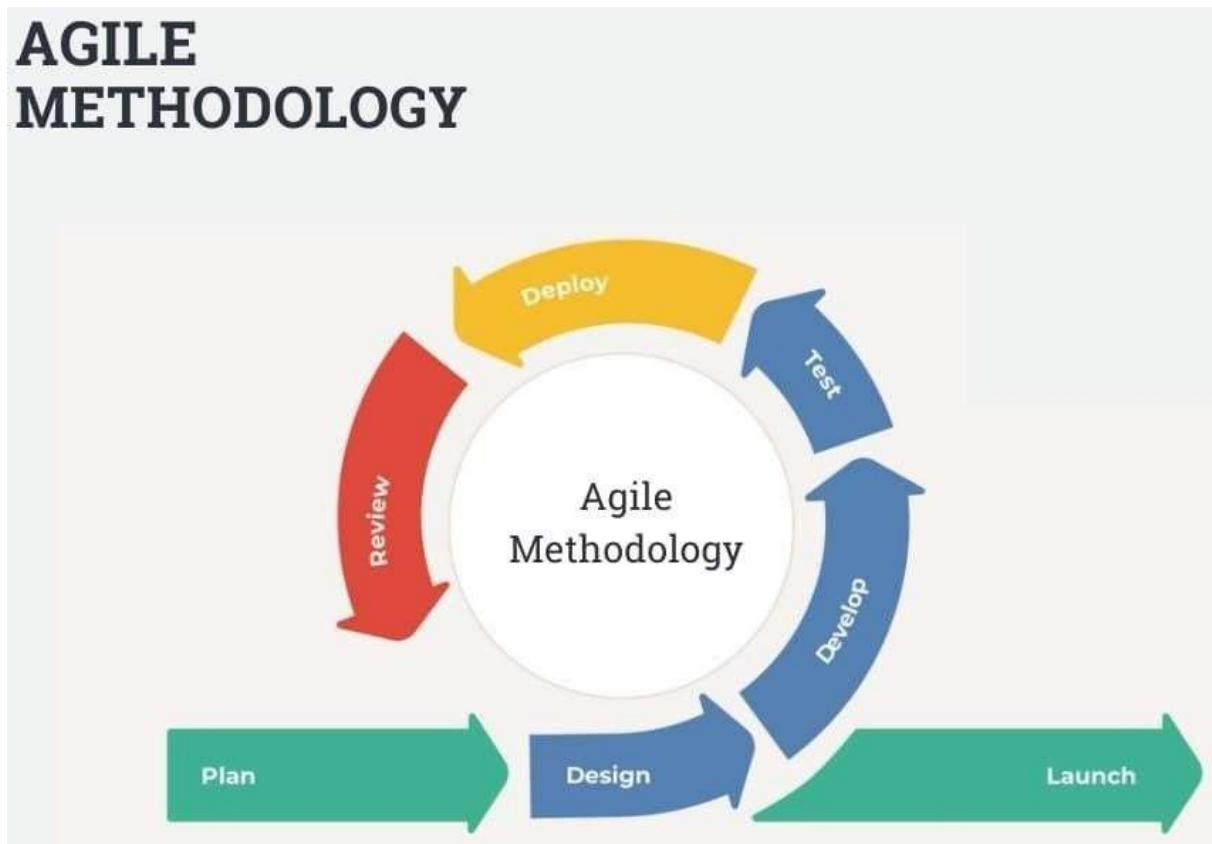 AGILE
METHODOLOGY
Deploy
Test
Review
Agile
Methodology
Develop
Plan
Design
Launch